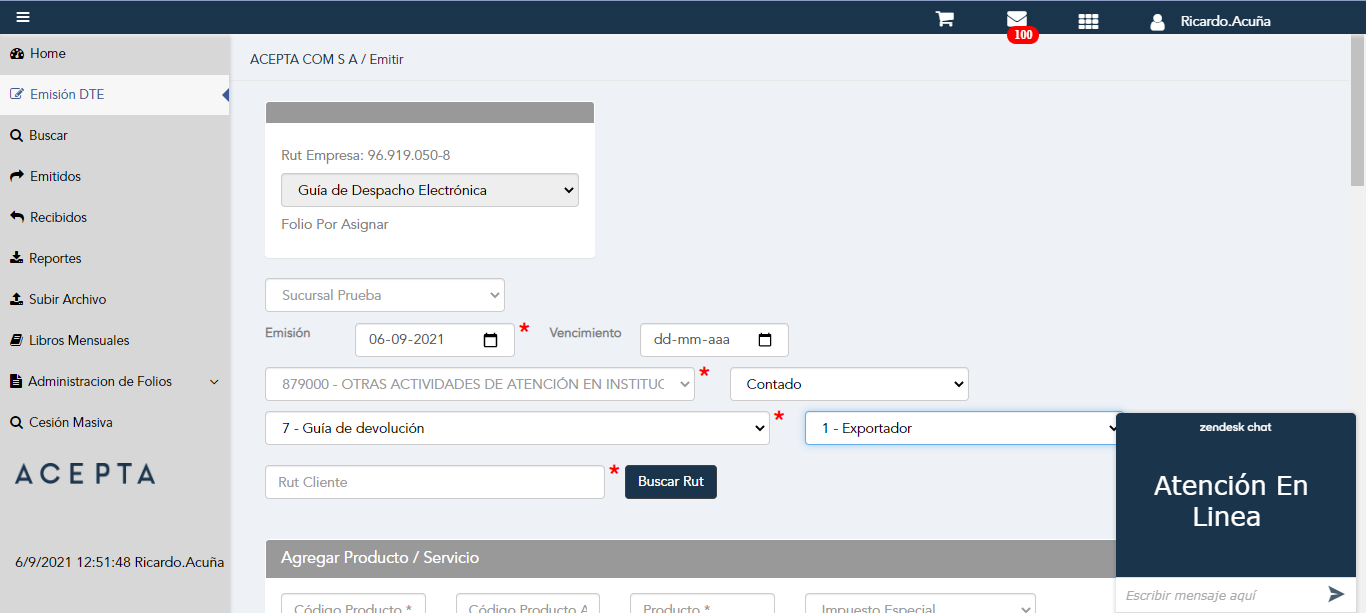 100
Ricardo.Acuña
Home
Emisión DTE
Buscar
Emitidos
Recibidos
Reportes
Subir Archivo
Libros Mensuales
Administracion de Folios
Cesión Masiva
ACEPTA
6/9/2021 12:51:48 Ricardo.Acuña
ACEPTA COM S A / Emitir
Rut Empresa: 96.919.050-8
Guía de Despacho Electrónica
Folio Por Asignar
Sucursal Prueba
Emisión 06-09-2021 * Vencimiento dd-mm-aaa
879000 - OTRAS ACTIVIDADES DE ATENCIÓN EN INSTITUC * Contado
7 - Guía de devolución * 1 - Exportador
Rut Cliente * Buscar Rut
Agregar Producto / Servicio
Código Producto * Código Producto A Producto * Impuesto Especial
zendesk chat
Atención En
Linea
Escribir mensaje aquí